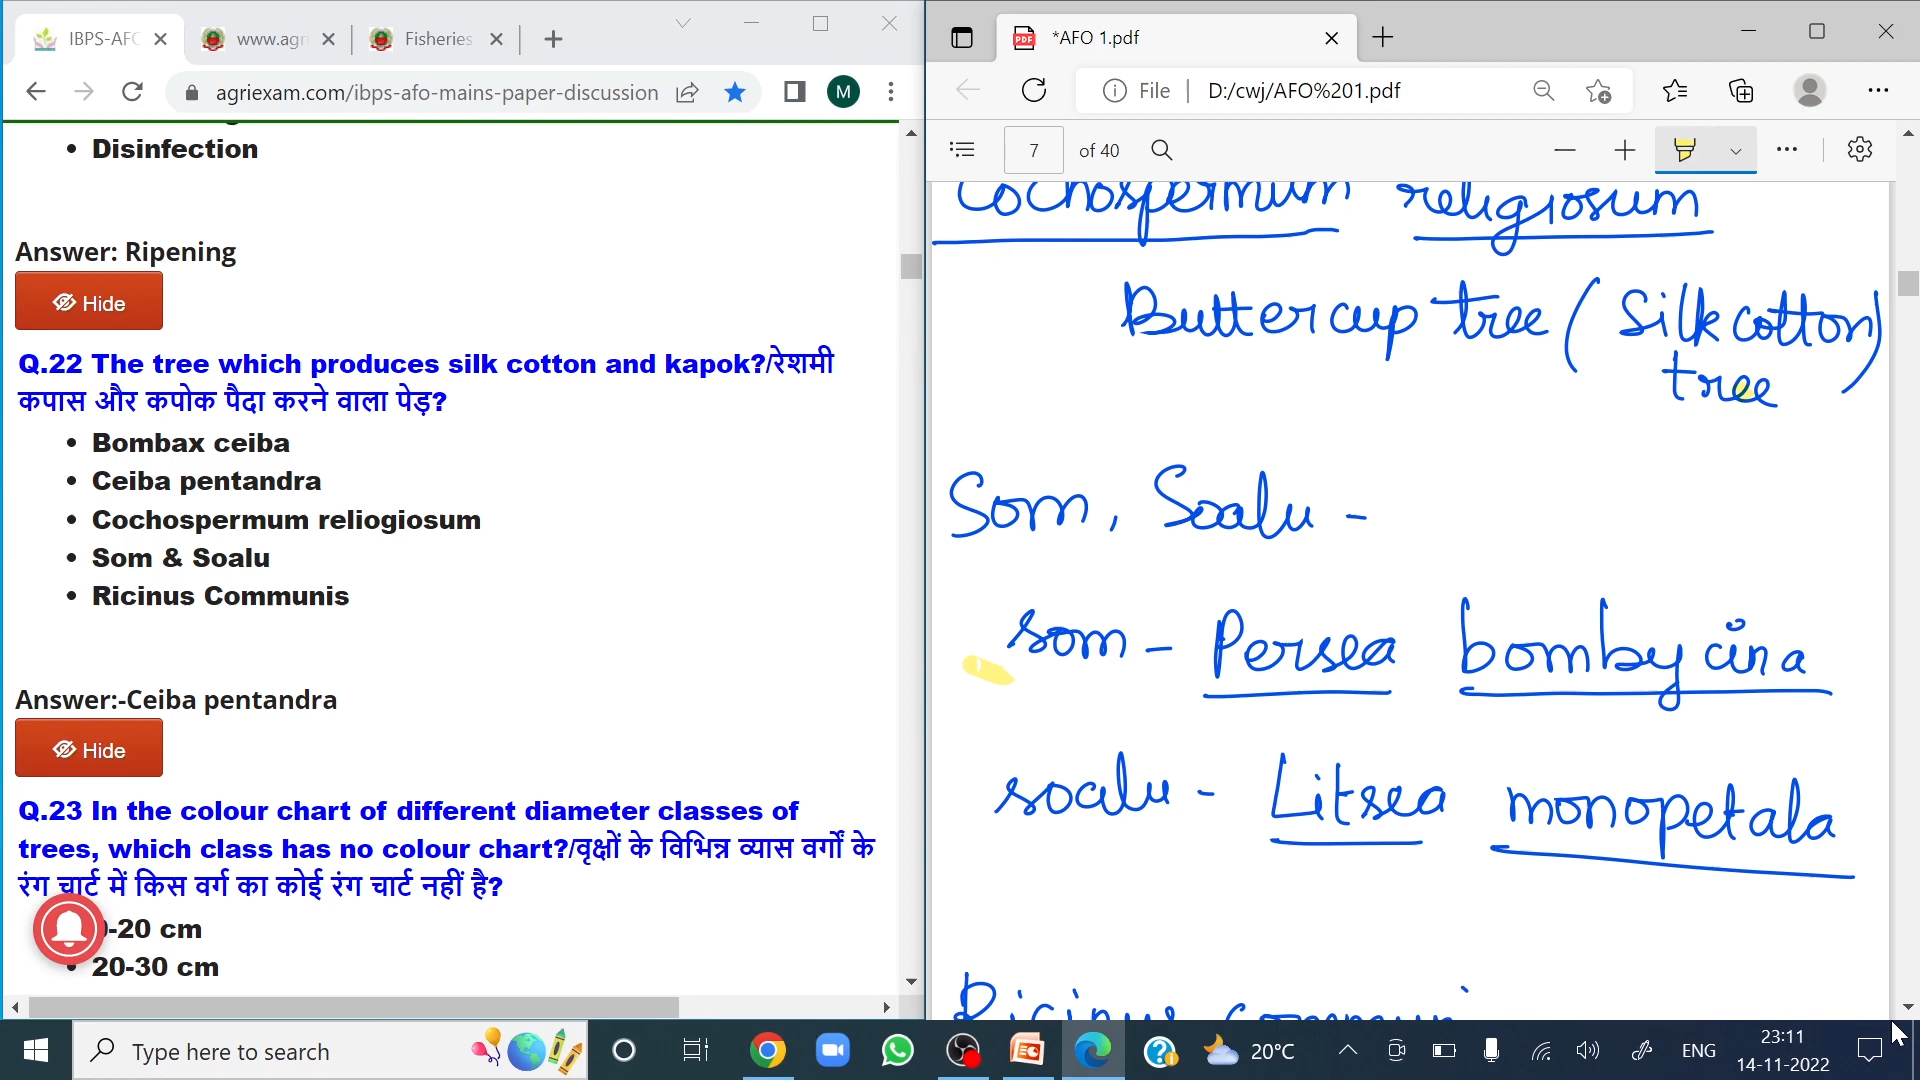 IBPS-AFC
www.agri
Fisheries
agriexam.com/ibps-afo-mains-paper-discussion
M
Disinfection
Answer: Ripening
Hide
Q.22 The tree which produces silk cotton and kapok?/रेशमी
कपास और कपोक पैदा करने वाला पेड़?
Bombax ceiba
Ceiba pentandra
Cochospermum reliogiosum
Som & Soalu
Ricinus Communis
Answer:-Ceiba pentandra
Hide
Q.23 In the colour chart of different diameter classes of
trees, which class has no colour chart?/वृक्षों के विभिन्न व्यास वर्गों के
रंग चार्ट में किस वर्ग का कोई रंग चार्ट नहीं है?
-20 cm
20-30 cm
*AFO 1.pdf
File
D:/cwj/AFO%201.pdf
7 of 40
Cochospermum religiosum
Buttercup tree (Silk cotton)
tree
Som, Soalu -
som - Persea bombycina
soalu - Litsea monopetala
Ricinus communi
Type here to search
20°C
ENG
23:11
14-11-2022